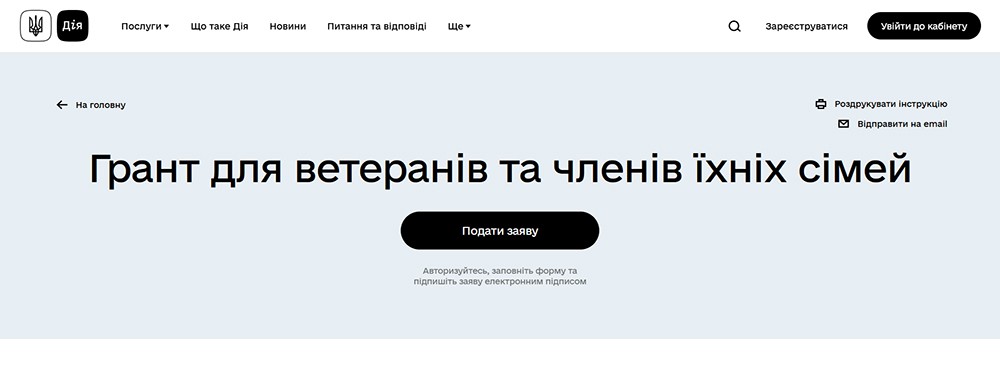 Дія Послуги Що таке Дія Новини Питання та відповіді Ще Зареєструватися Увійти до кабінету
На головну Роздрукувати інструкцію
Відправити на email
Грант для ветеранів та членів їхніх сімей
Подати заяву
Авторизуйтесь, заповніть форму та
підпишіть заяву електронним підписом